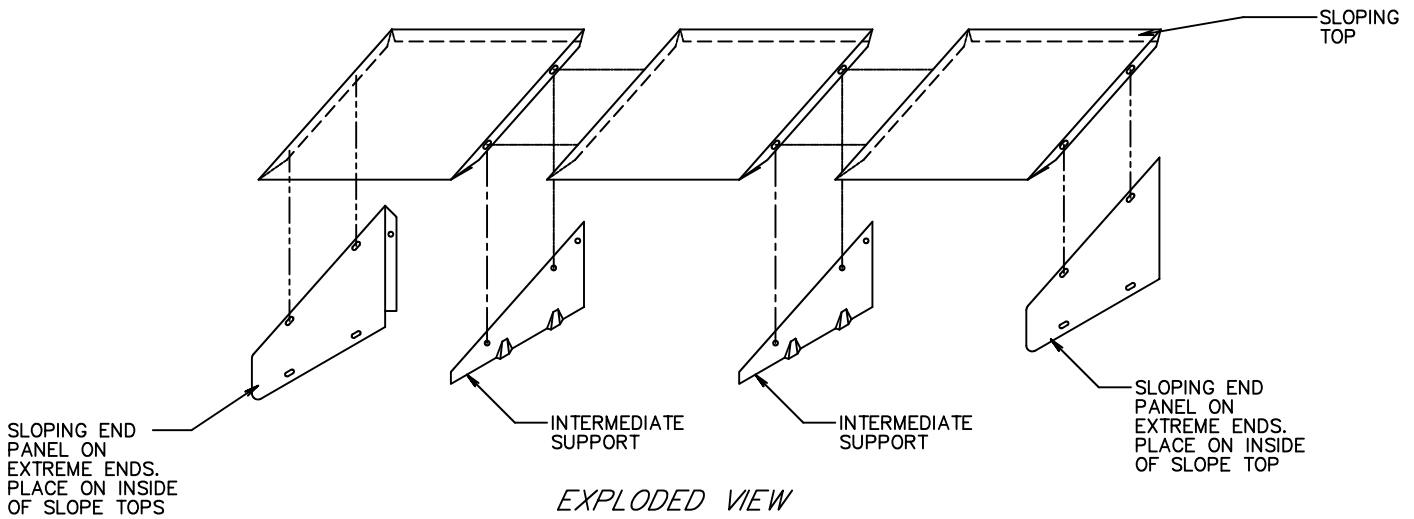 SLOPING
TOP
SLOPING END
PANEL ON
EXTREME ENDS.
PLACE ON INSIDE
OF SLOPE TOPS
INTERMEDIATE
SUPPORT
INTERMEDIATE
SUPPORT
SLOPING END
PANEL ON
EXTREME ENDS.
PLACE ON INSIDE
OF SLOPE TOP
EXPLODED VIEW